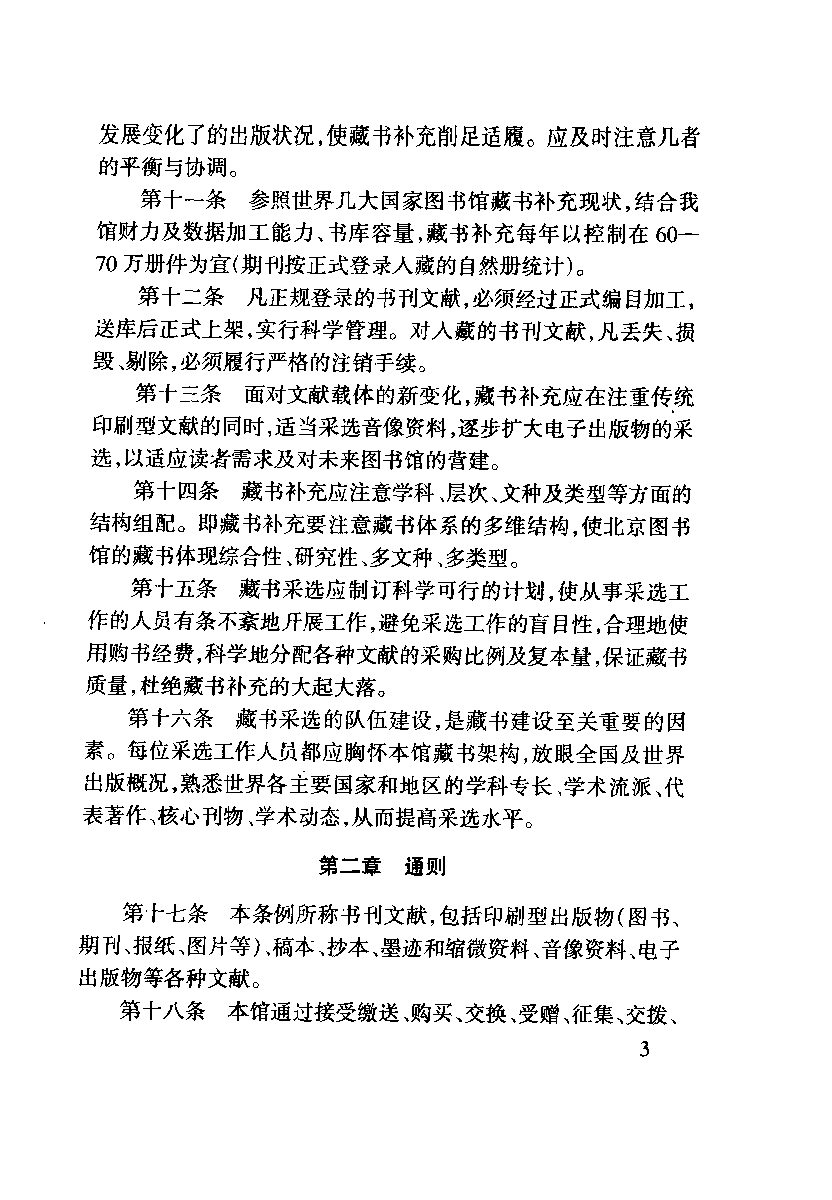 发展变化了的出版状况,使藏书补充削足适履。应及时注意几者
的平衡与协调。
第十一条　参照世界几大国家图书馆藏书补充现状,结合我
馆财力及数据加工能力、书库容量,藏书补充每年以控制在 60—
70 万册件为宜(期刊按正式登录入藏的自然册统计)。
第十二条　凡正规登录的书刊文献,必须经过正式编目加工,
送库后正式上架,实行科学管理。对入藏的书刊文献,凡丢失、损
毁、剔除,必须履行严格的注销手续。
第十三条　面对文献载体的新变化,藏书补充应在注重传统
印刷型文献的同时,适当采选音像资料,逐步扩大电子出版物的采
选,以适应读者需求及对未来图书馆的营建。
第十四条　藏书补充应注意学科、层次、文种及类型等方面的
结构组配。即藏书补充要注意藏书体系的多维结构,使北京图书
馆的藏书体现综合性、研究性、多文种、多类型。
第十五条　藏书采选应制订科学可行的计划,使从事采选工
作的人员有条不紊地开展工作,避免采选工作的盲目性,合理地使
用购书经费,科学地分配各种文献的采购比例及复本量,保证藏书
质量,杜绝藏书补充的大起大落。
第十六条　藏书采选的队伍建设,是藏书建设至关重要的因
素。每位采选工作人员都应胸怀本馆藏书架构,放眼全国及世界
出版概况,熟悉世界各主要国家和地区的学科专长、学术流派、代
表著作、核心刊物、学术动态,从而提高采选水平。
第二章　通则
第十七条　本条例所称书刊文献,包括印刷型出版物(图书、
期刊、报纸、图片等)、稿本、抄本、墨迹和缩微资料、音像资料、电子
出版物等各种文献。
第十八条　本馆通过接受缴送、购买、交换、受赠、征集、交拨、
3